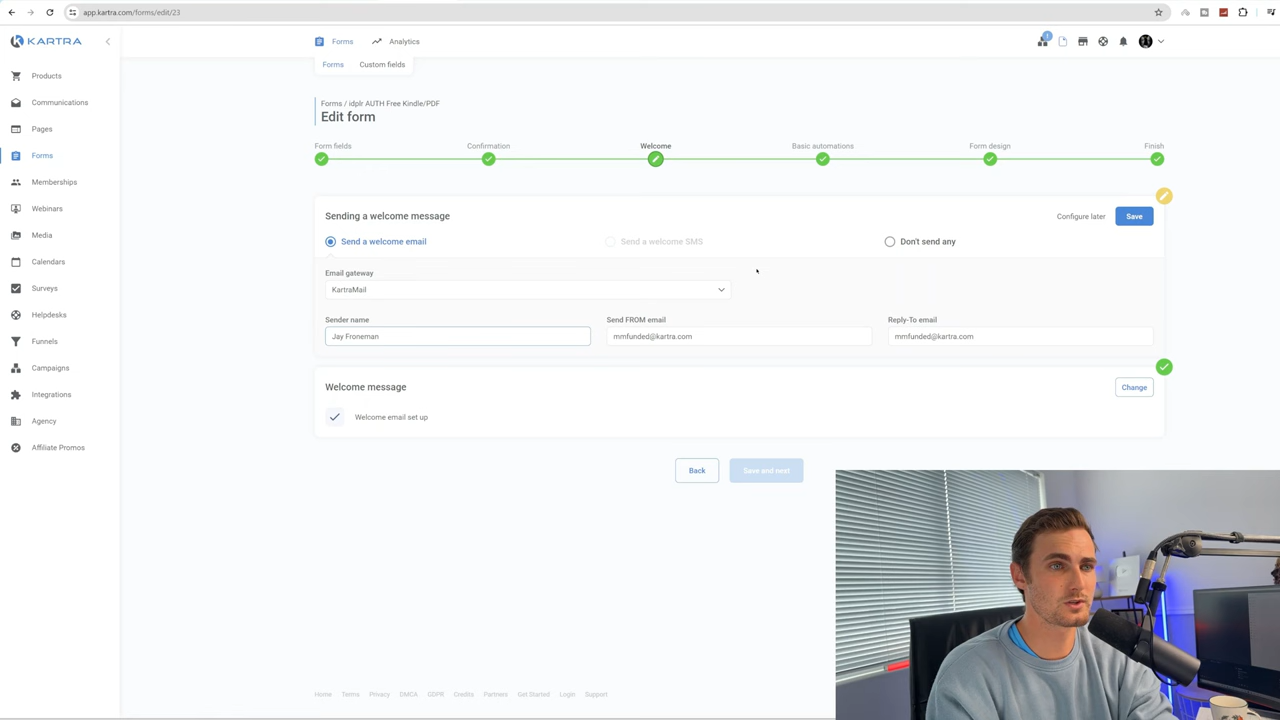 app.kartra.com/forms/edit/23
KARTRA
Forms
Analytics
1
Forms
Custom fields
Products
Communications
Pages
Forms
Memberships
Webinars
Media
Calendars
Surveys
Helpdesks
Funnels
Campaigns
Integrations
Agency
Affiliate Promos
Forms / idplr AUTH Free Kindle/PDF
Edit form
Form fields
Confirmation
Welcome
Basic automations
Form design
Finish
Sending a welcome message
Configure later
Save
Send a welcome email
Send a welcome SMS
Don't send any
Email gateway
KartraMail
Sender name
Send FROM email
Reply-To email
Jay Froneman
mmfunded@kartra.com
mmfunded@kartra.com
Welcome message
Change
Welcome email set up
Back
Save and next
Home Terms Privacy DMCA GDPR Credits Partners Get Started Login Support